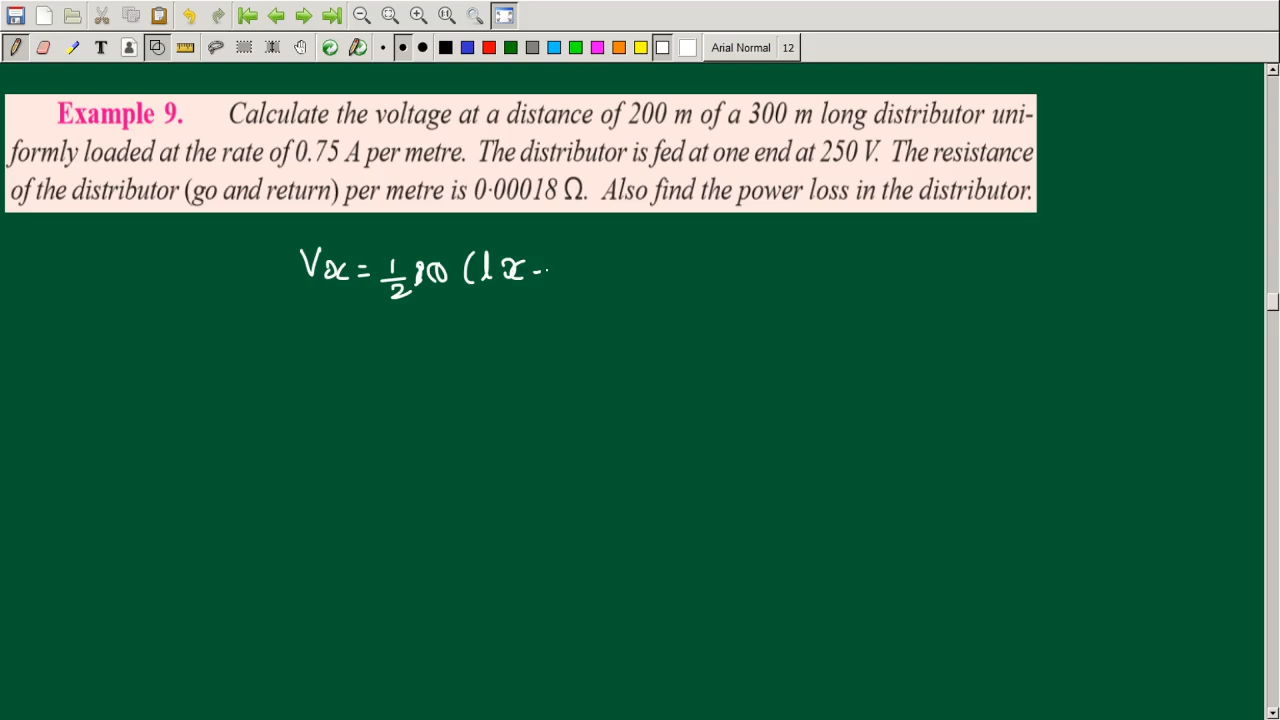 Arial Normal 12
Example 9. Calculate the voltage at a distance of 200 m of a 300 m long distributor uni-
formly loaded at the rate of 0.75 A per metre. The distributor is fed at one end at 250 V. The resistance
of the distributor (go and return) per metre is 0·00018 Ω. Also find the power loss in the distributor.
Vx = 1/2 (l x -